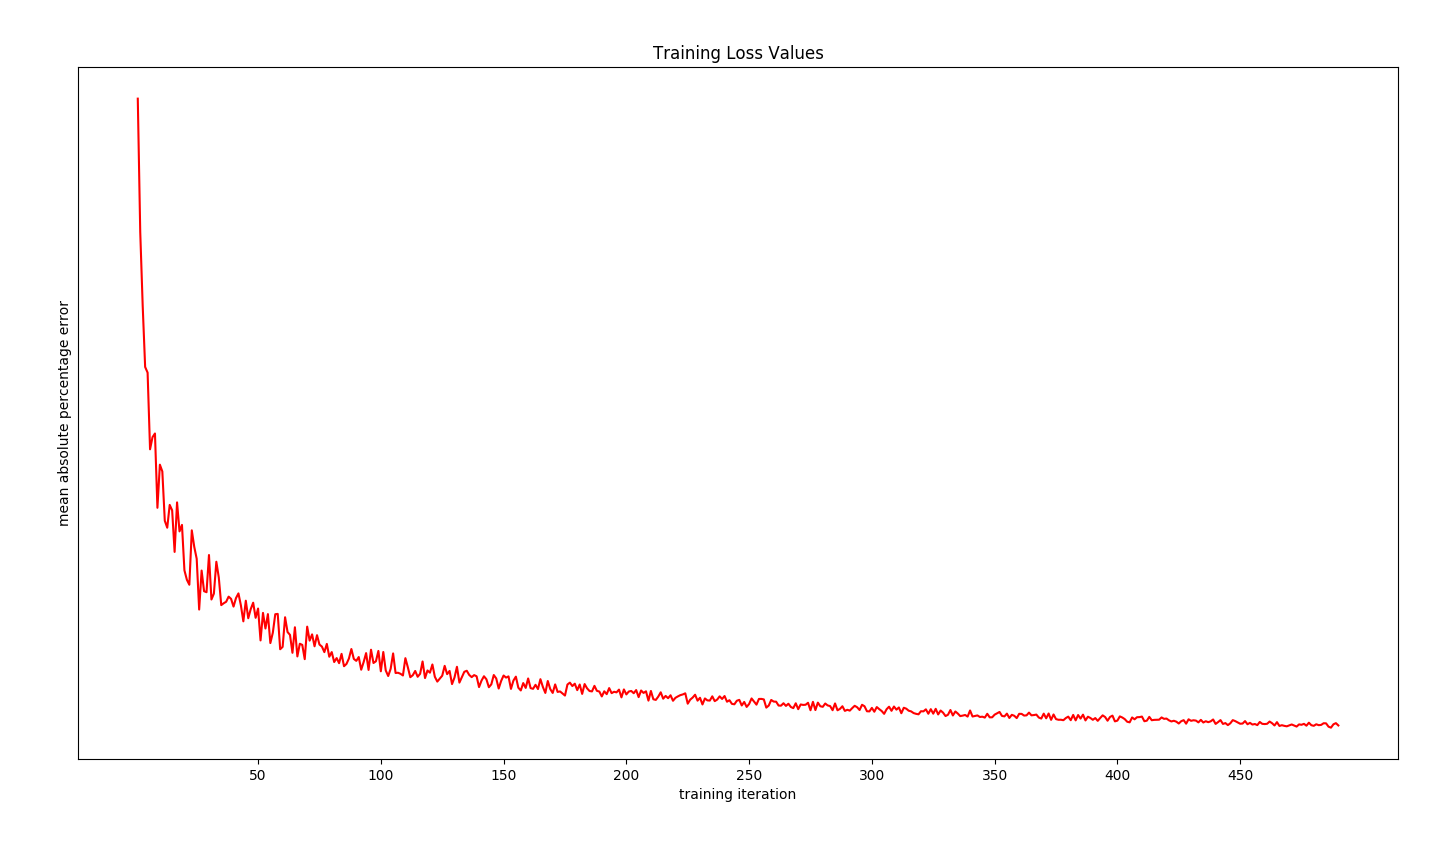 Training Loss Values
mean absolute percentage error
50 100 150 200 250 300 350 400 450
training iteration